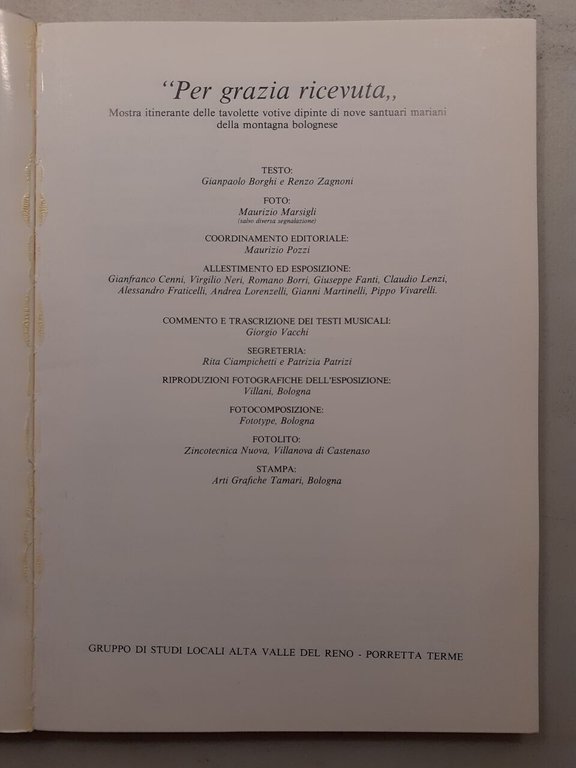 “Per grazia ricevuta„
Mostra itinerante delle tavolette votive dipinte di nove santuari mariani
della montagna bolognese
TESTO:
Gianpaolo Borghi e Renzo Zagnoni
FOTO:
Maurizio Marsigli
(salvo diversa segnalazione)
COORDINAMENTO EDITORIALE:
Maurizio Pozzi
ALLESTIMENTO ED ESPOSIZIONE:
Gianfranco Cenni, Virgilio Neri, Romano Borri, Giuseppe Fanti, Claudio Lenzi,
Alessandro Fraticelli, Andrea Lorenzelli, Gianni Martinelli, Pippo Vivarelli.
COMMENTO E TRASCRIZIONE DEI TESTI MUSICALI:
Giorgio Vacchi
SEGRETERIA:
Rita Ciampichetti e Patrizia Patrizi
RIPRODUZIONI FOTOGRAFICHE DELL'ESPOSIZIONE:
Villani, Bologna
FOTOCOMPOSIZIONE:
Fototype, Bologna
FOTOLITO:
Zincotecnica Nuova, Villanova di Castenaso
STAMPA:
Arti Grafiche Tamari, Bologna
GRUPPO DI STUDI LOCALI ALTA VALLE DEL RENO - PORRETTA TERME